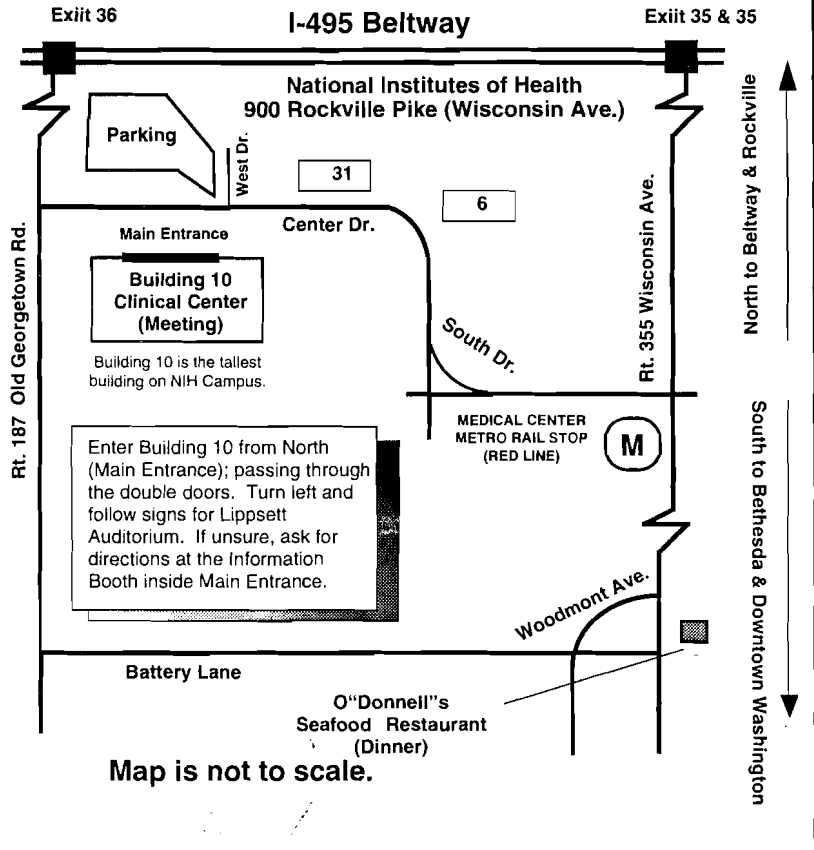 Exiit 36
I-495 Beltway
Exiit 35 & 35
National Institutes of Health
900 Rockville Pike (Wisconsin Ave.)
Parking
West Dr.
31
6
Center Dr.
Main Entrance
Building 10
Clinical Center
(Meeting)
Building 10 is the tallest
building on NIH Campus.
South Dr.
Rt. 187 Old Georgetown Rd.
Rt. 355 Wisconsin Ave.
North to Beltway & Rockville
MEDICAL CENTER
METRO RAIL STOP
(RED LINE)
M
Enter Building 10 from North
(Main Entrance); passing through
the double doors. Turn left and
follow signs for Lippsett
Auditorium. If unsure, ask for
directions at the Information
Booth inside Main Entrance.
South to Bethesda & Downtown Washington
Woodmont Ave.
Battery Lane
O"Donnell"s
Seafood Restaurant
(Dinner)
Map is not to scale.